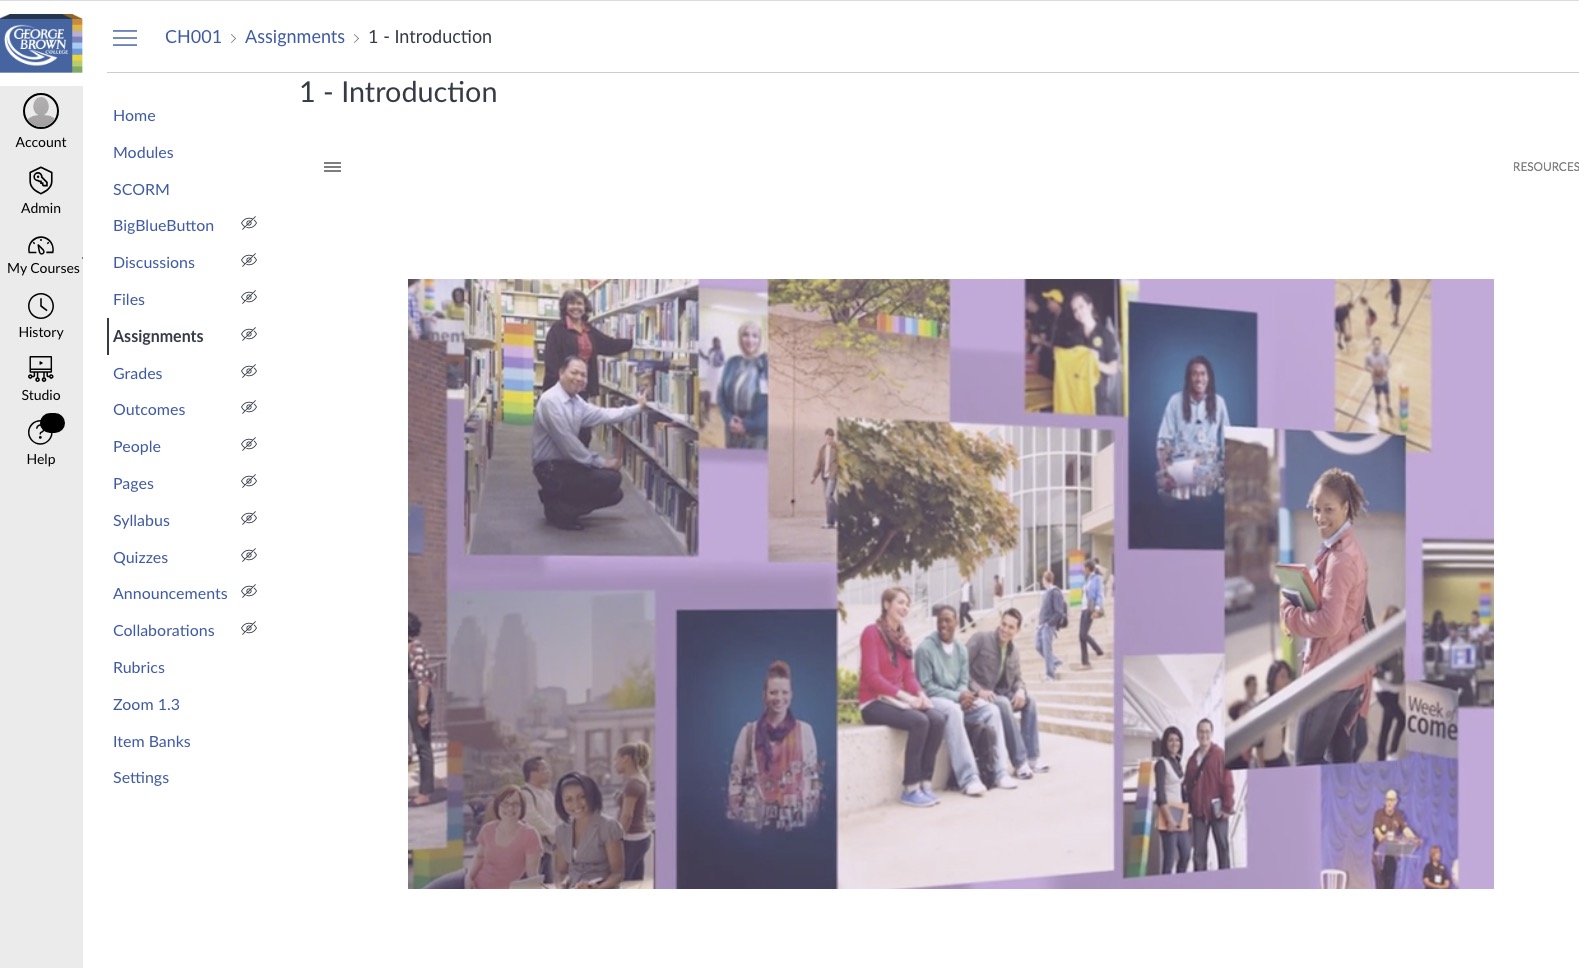 GEORGE
BROWN
COLLEGE
CH001 > Assignments > 1 - Introduction
1 - Introduction
Account
Admin
My Courses
History
Studio
Help
Home
Modules
SCORM
BigBlueButton
Discussions
Files
Assignments
Grades
Outcomes
People
Pages
Syllabus
Quizzes
Announcements
Collaborations
Rubrics
Zoom 1.3
Item Banks
Settings
RESOURCES
Week of
come